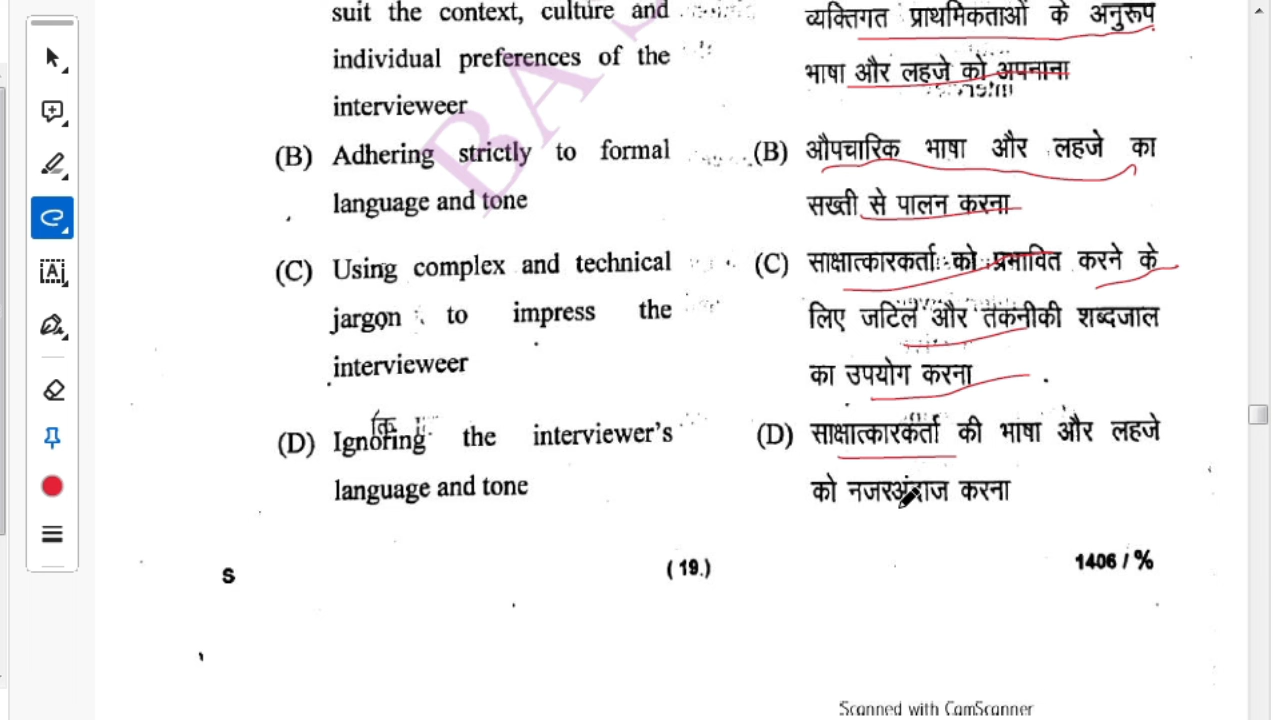 suit the context, culture and
individual preferences of the
intervieweer
(B) Adhering strictly to formal
language and tone
(C) Using complex and technical
jargon to impress the
intervieweer
(D) Ignoring the interviewer's
language and tone
व्यक्तिगत प्राथमिकताओं के अनुरूप
भाषा और लहजे को अपनाना
(B) औपचारिक भाषा और लहजे का
सख्ती से पालन करना
(C) साक्षात्कारकर्ता को प्रभावित करने के
लिए जटिल और तकनीकी शब्दजाल
का उपयोग करना
(D) साक्षात्कारकर्ता की भाषा और लहजे
को नजरअंदाज करना
S
(19.)
1406 / %
Scanned with CamScanner